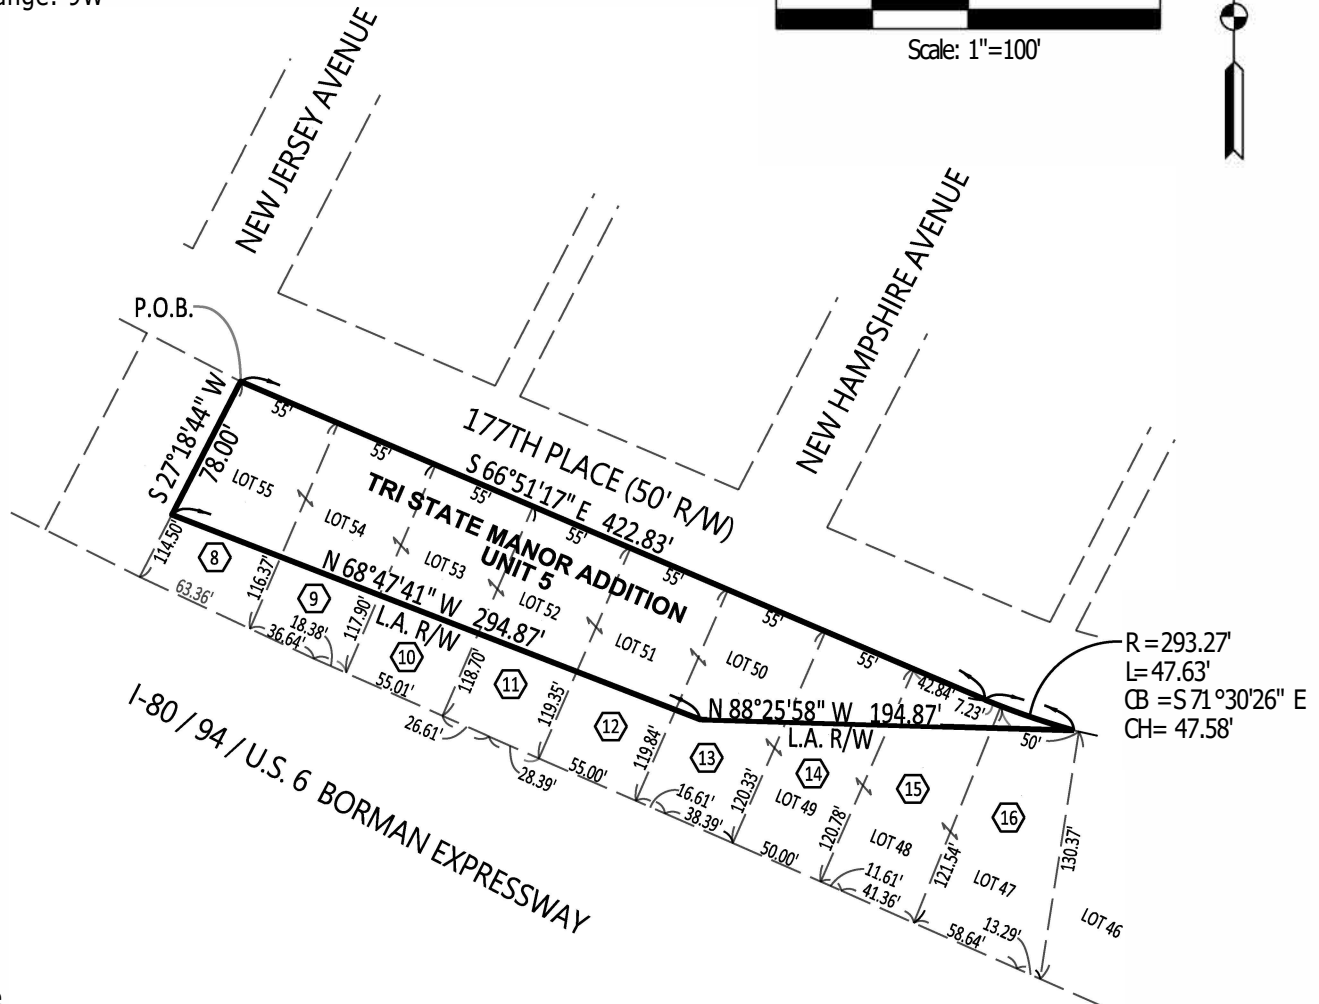 ange: 9W
Scale: 1"=100'
NEW JERSEY AVENUE
NEW HAMPSHIRE AVENUE
P.O.B.
177TH PLACE (50' R/W)
S 66°51'17" E 422.83'
S 27°18'44" W
78.00'
55'
55'
55'
55'
55'
55'
55'
42.84'
7.23'
50'
TRI STATE MANOR ADDITION
UNIT 5
LOT 55
LOT 54
LOT 53
LOT 52
LOT 51
LOT 50
N 68°47'41" W 294.87'
L.A. R/W
N 88°25'58" W 194.87'
L.A. R/W
R = 293.27'
L= 47.63'
CB = S 71°30'26" E
CH= 47.58'
114.50'
8
116.37'
9
117.90'
10
118.70'
11
119.35'
12
119.84'
13
120.33'
14
120.78'
15
121.54'
16
130.37'
63.36'
36.64'
18.38'
55.01'
26.61'
28.39'
55.00'
16.61'
38.39'
50.00'
11.61'
41.36'
58.64'
13.29'
LOT 49
LOT 48
LOT 47
LOT 46
I-80 / 94 / U.S. 6 BORMAN EXPRESSWAY